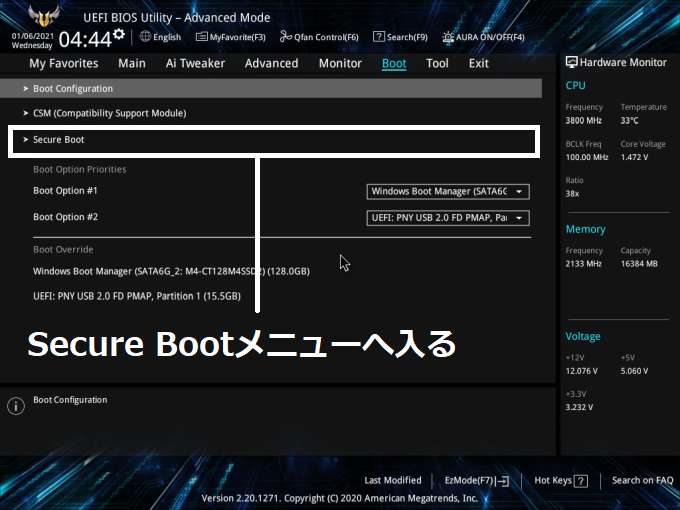 UEFI BIOS Utility – Advanced Mode
01/06/2021
Wednesday
04:44
English
MyFavorite(F3)
Qfan Control(F6)
? Search(F9)
AURA ON/OFF(F4)
My Favorites Main Ai Tweaker Advanced Monitor Boot Tool Exit
Boot Configuration
CSM (Compatibility Support Module)
Secure Boot
Boot Option Priorities
Boot Option #1 Windows Boot Manager (SATA6G
Boot Option #2 UEFI: PNY USB 2.0 FD PMAP, Par
Boot Override
Windows Boot Manager (SATA6G_2: M4-CT128M4SSD2) (128.0GB)
UEFI: PNY USB 2.0 FD PMAP, Partition 1 (15.5GB)
Secure Bootメニューへ入る
i Boot Configuration
Hardware Monitor
CPU
Frequency Temperature
3800 MHz 33°C
BCLK Freq Core Voltage
100.00 MHz 1.472 V
Ratio
38x
Memory
Frequency Capacity
2133 MHz 16384 MB
Voltage
+12V +5V
12.076 V 5.060 V
+3.3V
3.232 V
Last Modified EzMode(F7) Hot Keys ? Search on FAQ
Version 2.20.1271. Copyright (C) 2020 American Megatrends, Inc.